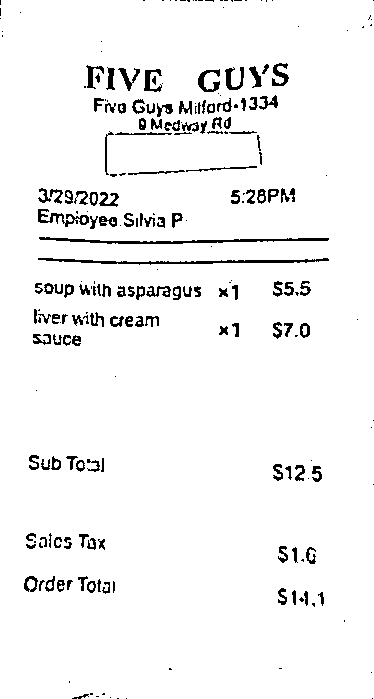 FIVE GUYS
Five Guys Milford-1334
9 Medway Rd
3/29/2022 5:28PM
Employee Silvia P
soup with asparagus x1 $5.5
liver with cream sauce x1 $7.0
Sub Total $12.5
Sales Tax $1.6
Order Total $14.1